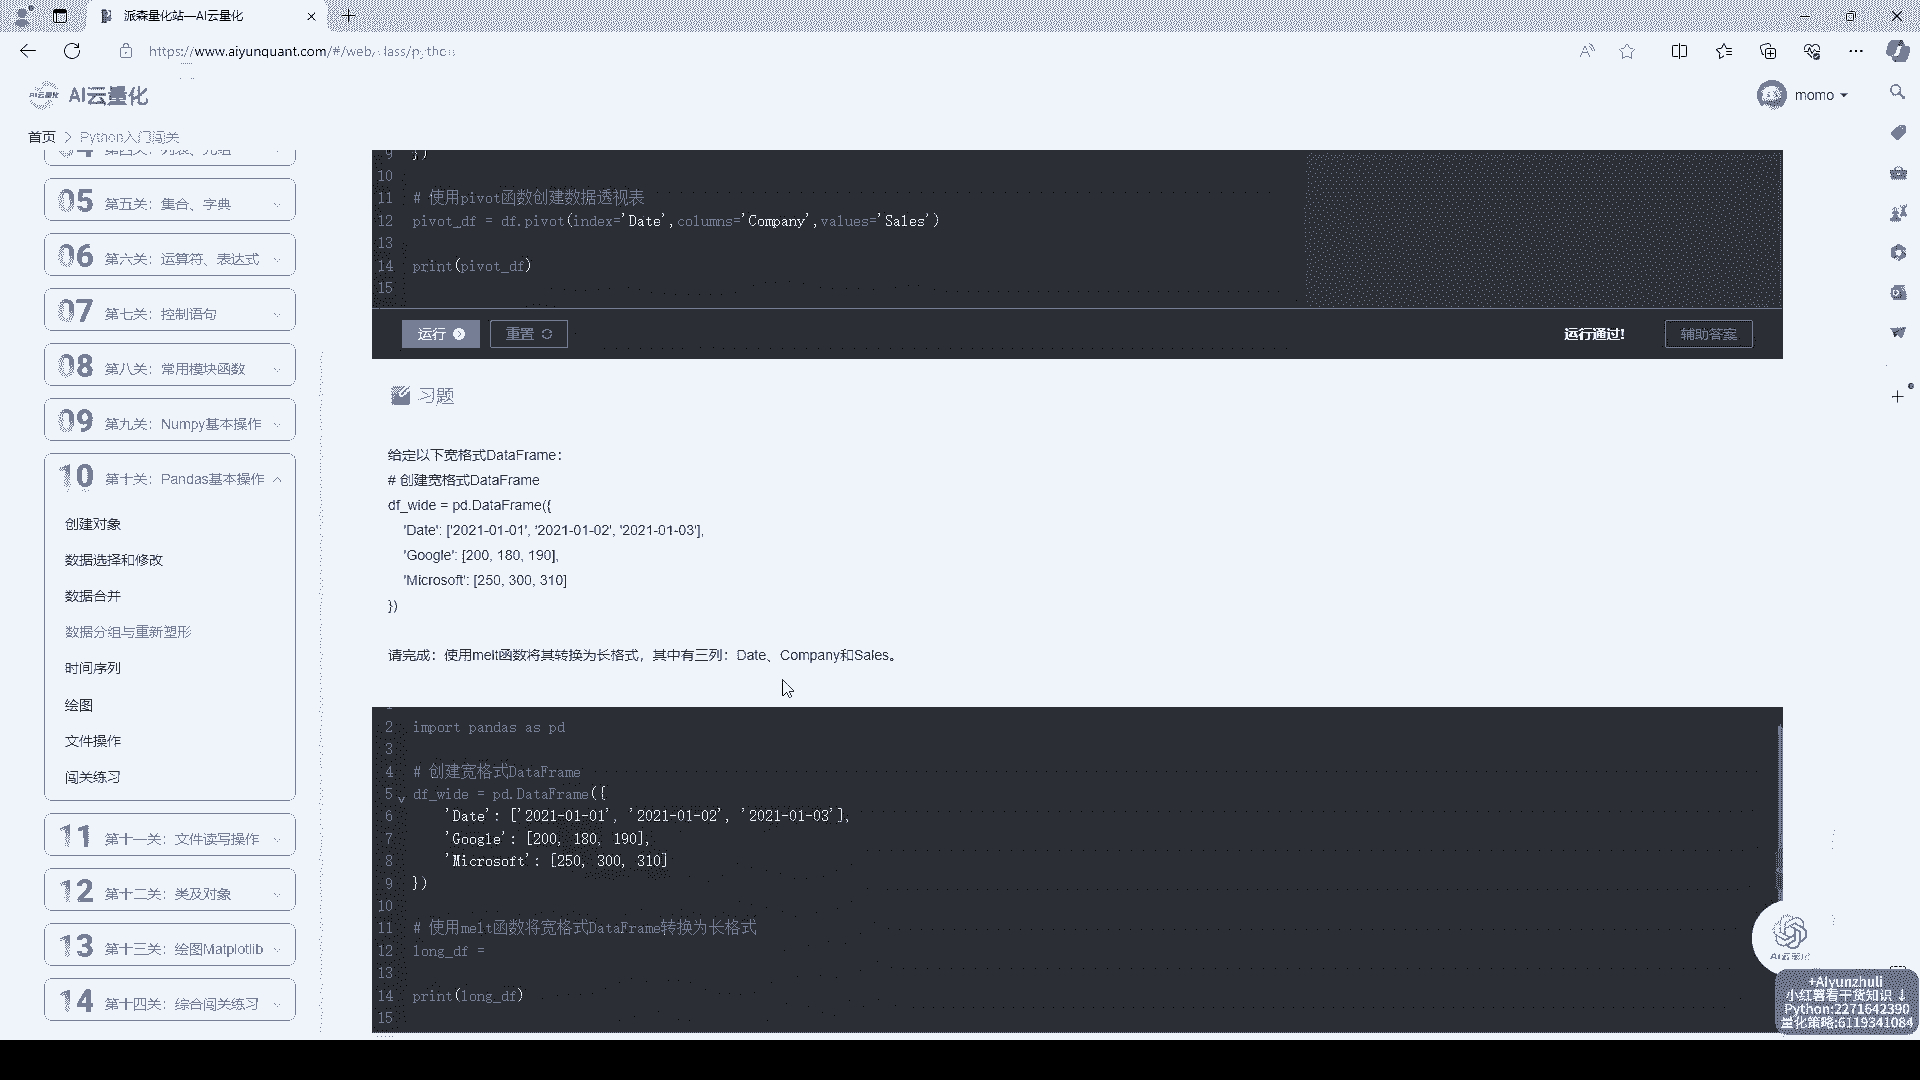 派森量化站—AI云量化
https://www.aiyunquant.com/#/web/class/python
AI云量化
momo
首页 > Python入门闯关
04 第四关：列表、元组
05 第五关：集合、字典
06 第六关：运算符、表达式
07 第七关：控制语句
08 第八关：常用模块函数
09 第九关：Numpy基本操作
10 第十关：Pandas基本操作
创建对象
数据选择和修改
数据合并
数据分组与重新塑形
时间序列
绘图
文件操作
闯关练习
11 第十一关：文件读写操作
12 第十二关：类及对象
13 第十三关：绘图Matplotlib
14 第十四关：综合闯关练习
9 })
10
11 # 使用pivot函数创建数据透视表
12 pivot_df = df.pivot(index='Date',columns='Company',values='Sales')
13
14 print(pivot_df)
15
运行
重置
运行通过!
辅助答案
习题
给定以下宽格式DataFrame：
# 创建宽格式DataFrame
df_wide = pd.DataFrame({
'Date': ['2021-01-01', '2021-01-02', '2021-01-03'],
'Google': [200, 180, 190],
'Microsoft': [250, 300, 310]
})
请完成：使用melt函数将其转换为长格式，其中有三列：Date、Company和Sales。
2 import pandas as pd
3
4 # 创建宽格式DataFrame
5 df_wide = pd.DataFrame({
6 'Date': ['2021-01-01', '2021-01-02', '2021-01-03'],
7 'Google': [200, 180, 190],
8 'Microsoft': [250, 300, 310]
9 })
10
11 # 使用melt函数将宽格式DataFrame转换为长格式
12 long_df =
13
14 print(long_df)
15
+Aiyunzhuli
小红薯看干货知识 ↓
Python:2271642390
量化策略:6119341084